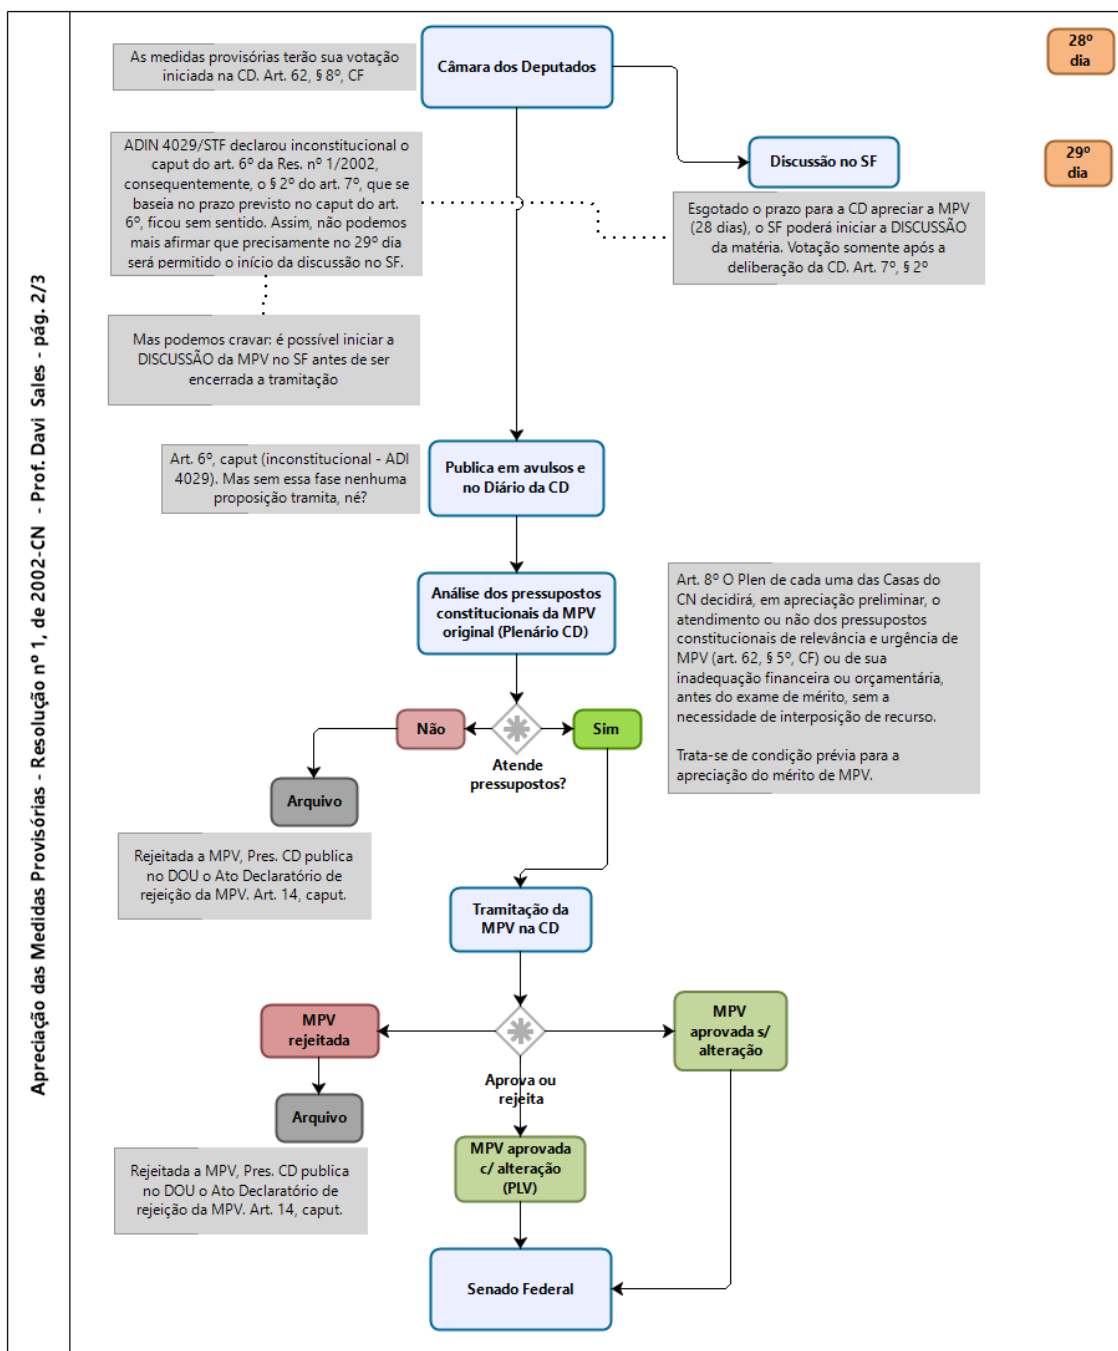 Apreciação das Medidas Provisórias - Resolução nº 1, de 2002-CN - Prof. Davi Sales - pág. 2/3
As medidas provisórias terão sua votação
iniciada na CD. Art. 62, § 8º, CF
Câmara dos Deputados
28º
dia
ADIN 4029/STF declarou inconstitucional o
caput do art. 6º da Res. nº 1/2002,
consequentemente, o § 2º do art. 7º, que se
baseia no prazo previsto no caput do art.
6º, ficou sem sentido. Assim, não podemos
mais afirmar que precisamente no 29º dia
será permitido o início da discussão no SF.
Discussão no SF
29º
dia
Esgotado o prazo para a CD apreciar a MPV
(28 dias), o SF poderá iniciar a DISCUSSÃO
da matéria. Votação somente após a
deliberação da CD. Art. 7º, § 2º
Mas podemos cravar: é possível iniciar a
DISCUSSÃO da MPV no SF antes de ser
encerrada a tramitação
Art. 6º, caput (inconstitucional - ADI
4029). Mas sem essa fase nenhuma
proposição tramita, né?
Publica em avulsos e
no Diário da CD
Análise dos pressupostos
constitucionais da MPV
original (Plenário CD)
Art. 8º O Plen de cada uma das Casas do
CN decidirá, em apreciação preliminar, o
atendimento ou não dos pressupostos
constitucionais de relevância e urgência de
MPV (art. 62, § 5º, CF) ou de sua
inadequação financeira ou orçamentária,
antes do exame de mérito, sem a
necessidade de interposição de recurso.
Trata-se de condição prévia para a
apreciação do mérito de MPV.
Não
Sim
Atende
pressupostos?
Arquivo
Rejeitada a MPV, Pres. CD publica
no DOU o Ato Declaratório de
rejeição da MPV. Art. 14, caput.
Tramitação da
MPV na CD
MPV
rejeitada
MPV
aprovada s/
alteração
Aprova ou
rejeita
Arquivo
MPV aprovada
c/ alteração
(PLV)
Rejeitada a MPV, Pres. CD publica
no DOU o Ato Declaratório de
rejeição da MPV. Art. 14, caput.
Senado Federal